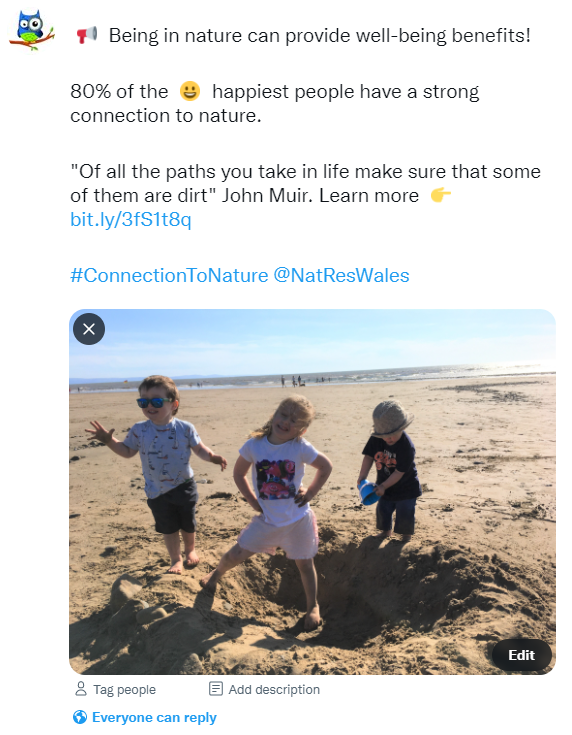 📢 Being in nature can provide well-being benefits!
80% of the 😀 happiest people have a strong
connection to nature.
"Of all the paths you take in life make sure that some
of them are dirt" John Muir. Learn more 👉
bit.ly/3fS1t8q
#ConnectionToNature @NatResWales
Edit
Tag people Add description
Everyone can reply